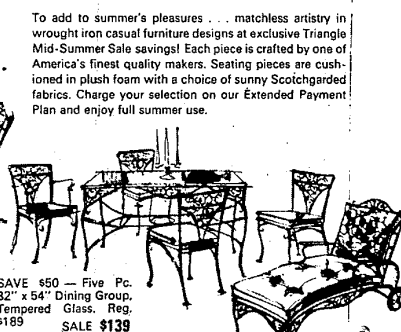 To add to summer's pleasures . . . matchless artistry in
wrought iron casual furniture designs at exclusive Triangle
Mid-Summer Sale savings! Each piece is crafted by one of
America's finest quality makers. Seating pieces are cush-
ioned in plush foam with a choice of sunny Scotchgarded
fabrics. Charge your selection on our Extended Payment
Plan and enjoy full summer use.
SAVE $50 — Five Pc.
32" x 54" Dining Group,
Tempered Glass. Reg.
$189
SALE $139